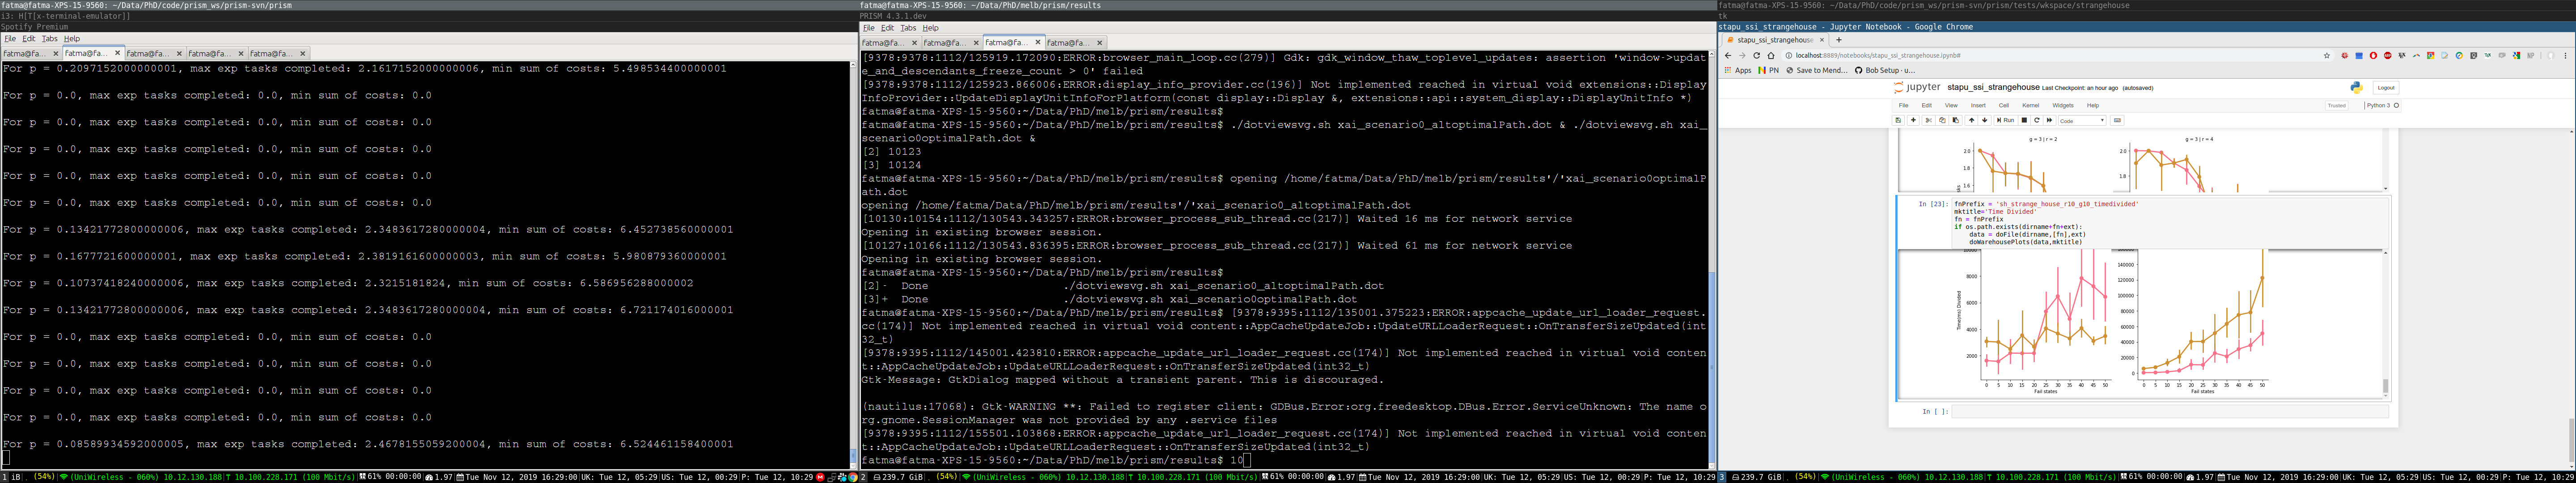 fatma@fatma-XPS-15-9560: ~/Data/PhD/code/prism_ws/prism-svn/prism
i3: H[T[x-terminal-emulator]]
Spotify Premium
File Edit Tabs Help
fatma@fa... × fatma@fa... × fatma@fa... × fatma@fa... × fatma@fa... ×
For p = 0.2097152000000001, max exp tasks completed: 2.1617152000000006, min sum of costs: 5.498534400000001
For p = 0.0, max exp tasks completed: 0.0, min sum of costs: 0.0
For p = 0.0, max exp tasks completed: 0.0, min sum of costs: 0.0
For p = 0.0, max exp tasks completed: 0.0, min sum of costs: 0.0
For p = 0.0, max exp tasks completed: 0.0, min sum of costs: 0.0
For p = 0.0, max exp tasks completed: 0.0, min sum of costs: 0.0
For p = 0.13421772800000006, max exp tasks completed: 2.3483617280000004, min sum of costs: 6.452738560000001
For p = 0.1677721600000001, max exp tasks completed: 2.3819161600000003, min sum of costs: 5.980879360000001
For p = 0.10737418240000006, max exp tasks completed: 2.3215181824, min sum of costs: 6.586956288000002
For p = 0.13421772800000006, max exp tasks completed: 2.3483617280000004, min sum of costs: 6.721174016000001
For p = 0.0, max exp tasks completed: 0.0, min sum of costs: 0.0
For p = 0.0, max exp tasks completed: 0.0, min sum of costs: 0.0
For p = 0.0, max exp tasks completed: 0.0, min sum of costs: 0.0
For p = 0.0, max exp tasks completed: 0.0, min sum of costs: 0.0
For p = 0.08589934592000005, max exp tasks completed: 2.4678155059200004, min sum of costs: 6.524461158400001
1 iB|. (54%)|(UniWireless - 060%) 10.12.130.188|T 10.100.228.171 (100 Mbit/s)|61% 00:00:00|1.97|Tue Nov 12, 2019 16:29:00|UK: Tue 12, 05:29|US: Tue 12, 00:29|P: Tue 12, 10:29
fatma@fatma-XPS-15-9560: ~/Data/PhD/melb/prism/results
PRISM 4.3.1.dev
File Edit Tabs Help
fatma@fa... × fatma@fa... × fatma@fa... × fatma@fa... ×
[9378:9378:1112/125919.172090:ERROR:browser_main_loop.cc(279)] Gdk: gdk_window_thaw_toplevel_updates: assertion 'window->updat
e_and_descendants_freeze_count > 0' failed
[9378:9378:1112/125923.866006:ERROR:display_info_provider.cc(196)] Not implemented reached in virtual void extensions::Display
InfoProvider::UpdateDisplayUnitInfoForPlatform(const display::Display &, extensions::api::system_display::DisplayUnitInfo *)
fatma@fatma-XPS-15-9560:~/Data/PhD/melb/prism/results$
fatma@fatma-XPS-15-9560:~/Data/PhD/melb/prism/results$ ./dotviewsvg.sh xai_scenario0_altoptimalPath.dot & ./dotviewsvg.sh xai_
scenario0optimalPath.dot &
[2] 10123
[3] 10124
fatma@fatma-XPS-15-9560:~/Data/PhD/melb/prism/results$ opening /home/fatma/Data/PhD/melb/prism/results'/'xai_scenario0optimalP
ath.dot
opening /home/fatma/Data/PhD/melb/prism/results'/'xai_scenario0_altoptimalPath.dot
[10130:10154:1112/130543.343257:ERROR:browser_process_sub_thread.cc(217)] Waited 16 ms for network service
Opening in existing browser session.
[10127:10166:1112/130543.836395:ERROR:browser_process_sub_thread.cc(217)] Waited 61 ms for network service
Opening in existing browser session.
fatma@fatma-XPS-15-9560:~/Data/PhD/melb/prism/results$
[2]- Done ./dotviewsvg.sh xai_scenario0_altoptimalPath.dot
[3]+ Done ./dotviewsvg.sh xai_scenario0optimalPath.dot
fatma@fatma-XPS-15-9560:~/Data/PhD/melb/prism/results$ [9378:9395:1112/135001.375223:ERROR:appcache_update_url_loader_request.
cc(174)] Not implemented reached in virtual void content::AppCacheUpdateJob::UpdateURLLoaderRequest::OnTransferSizeUpdated(int
32_t)
[9378:9395:1112/145001.423810:ERROR:appcache_update_url_loader_request.cc(174)] Not implemented reached in virtual void conten
t::AppCacheUpdateJob::UpdateURLLoaderRequest::OnTransferSizeUpdated(int32_t)
Gtk-Message: GtkDialog mapped without a transient parent. This is discouraged.
(nautilus:17068): Gtk-WARNING **: Failed to register client: GDBus.Error:org.freedesktop.DBus.Error.ServiceUnknown: The name o
rg.gnome.SessionManager was not provided by any .service files
[9378:9395:1112/155501.103868:ERROR:appcache_update_url_loader_request.cc(174)] Not implemented reached in virtual void conten
t::AppCacheUpdateJob::UpdateURLLoaderRequest::OnTransferSizeUpdated(int32_t)
fatma@fatma-XPS-15-9560:~/Data/PhD/melb/prism/results$ 10
2 239.7 GiB|. (54%)|(UniWireless - 060%) 10.12.130.188|T 10.100.228.171 (100 Mbit/s)|61% 00:00:00|1.97|Tue Nov 12, 2019 16:29:00|UK: Tue 12, 05:29|US: Tue 12, 00:29|P: Tue 12, 10:29
fatma@fatma-XPS-15-9560: ~/Data/PhD/code/prism_ws/prism-svn/prism/tests/wkspace/strangehouse
tk
stapu_ssi_strangehouse - Jupyter Notebook - Google Chrome
stapu_ssi_strangehouse × +
localhost:8889/notebooks/stapu_ssi_strangehouse.ipynb#
Apps PN Save to Mend... Bob Setup - u...
jupyter stapu_ssi_strangehouse Last Checkpoint: an hour ago (autosaved) Logout
File Edit View Insert Cell Kernel Widgets Help Trusted Python 3
Run Code
g = 3 | r = 2 g = 3 | r = 4
2.0 2.0
1.8 1.8
1.6
In [23]: fnPrefix = 'sh_strange_house_r10_g10_timedivided'
mktitle='Time Divided'
fn = fnPrefix
if os.path.exists(dirname+fn+ext):
data = doFile(dirname,[fn],ext)
doWarehousePlots(data,mktitle)
10000
8000
6000
4000
2000
Time(ms) Divided
0 5 10 15 20 25 30 35 40 45 50
Fail states
140000
120000
100000
80000
60000
40000
20000
0
0 5 10 15 20 25 30 35 40 45 50
Fail states
In [ ]:
3 239.7 GiB|. (54%)|(UniWireless - 060%) 10.12.130.188|T 10.100.228.171 (100 Mbit/s)|61% 00:00:00|1.97|Tue Nov 12, 2019 16:29:00|UK: Tue 12, 05:29|US: Tue 12, 00:29|P: Tue 12, 10:29